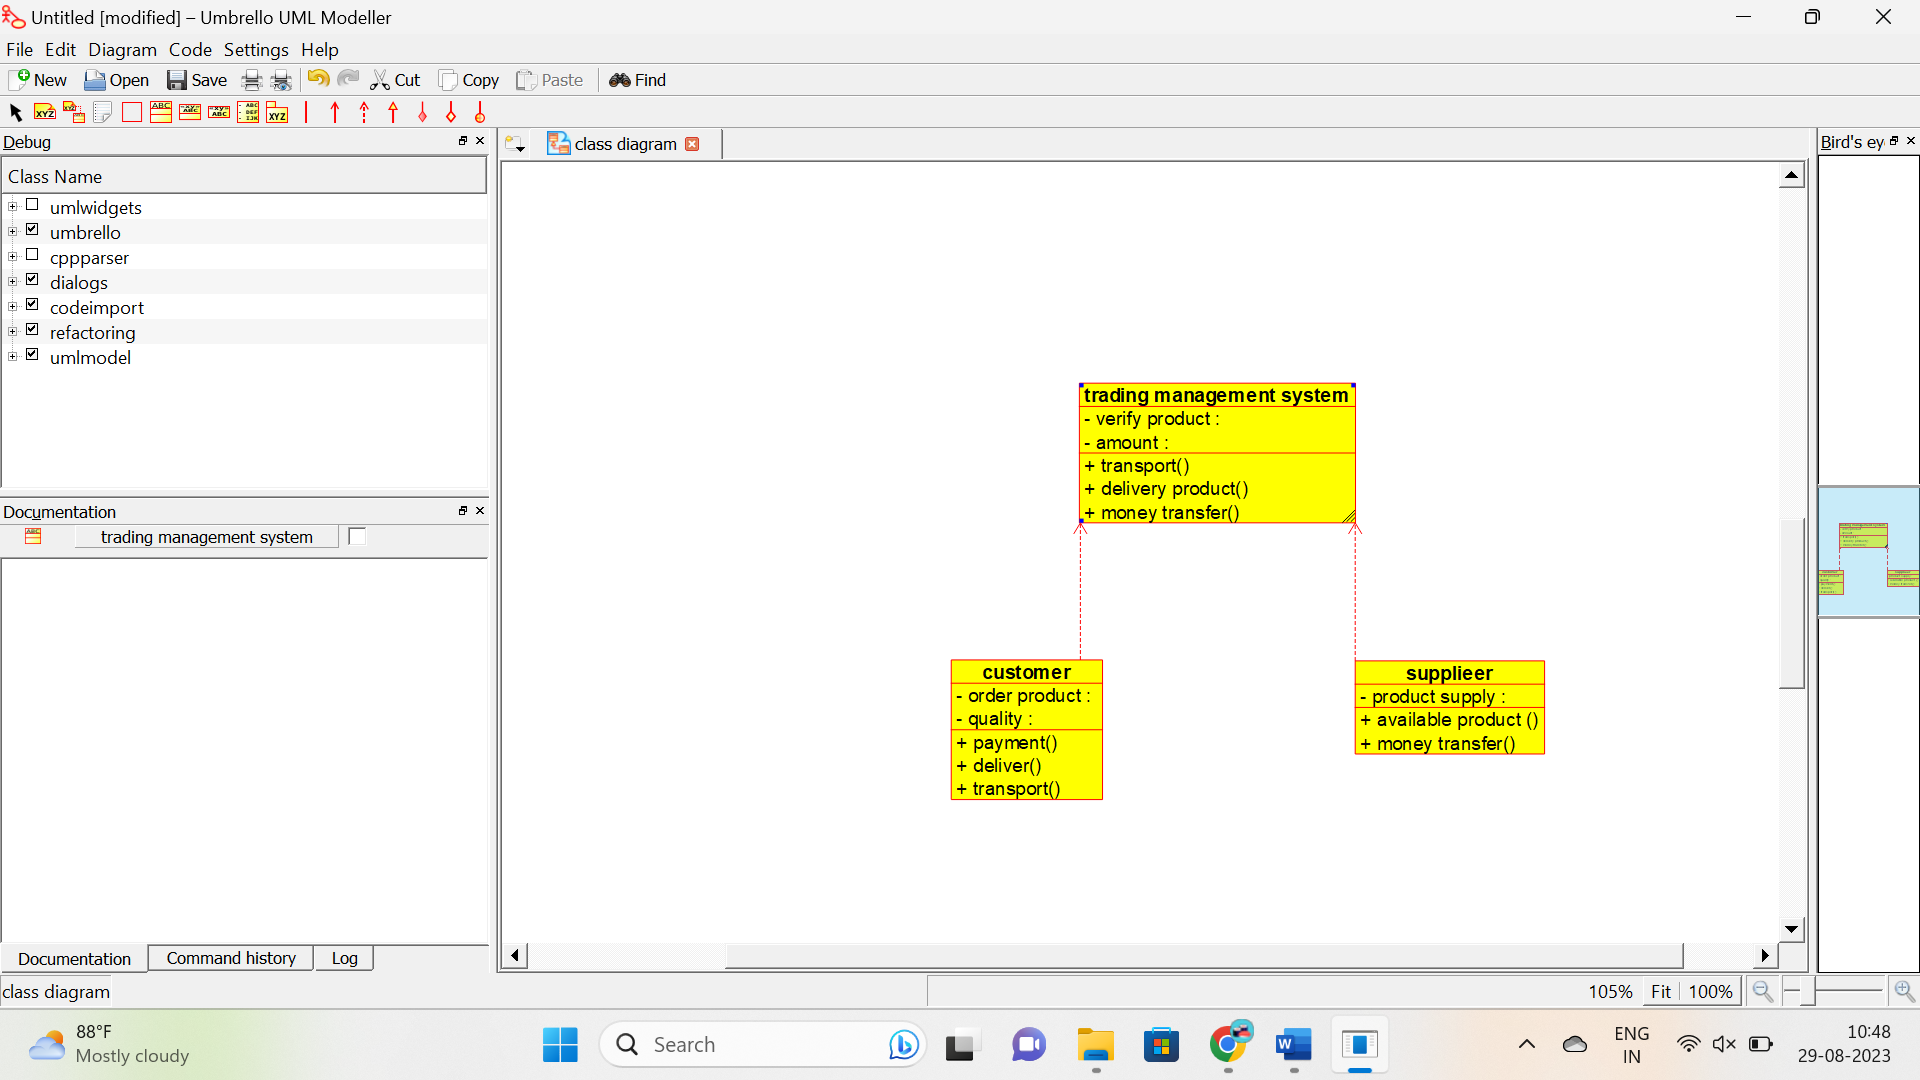 Untitled [modified] – Umbrello UML Modeller
File Edit Diagram Code Settings Help
New Open Save Cut Copy Paste Find
Debug
class diagram
Bird's ey
Class Name
umlwidgets
umbrello
cppparser
dialogs
codeimport
refactoring
umlmodel
Documentation
trading management system
trading management system
- verify product :
- amount :
+ transport()
+ delivery product()
+ money transfer()
customer
- order product :
- quality :
+ payment()
+ deliver()
+ transport()
supplieer
- product supply :
+ available product ()
+ money transfer()
Documentation Command history Log
class diagram
105% Fit 100%
88°F
Mostly cloudy
Search
ENG
IN
10:48
29-08-2023